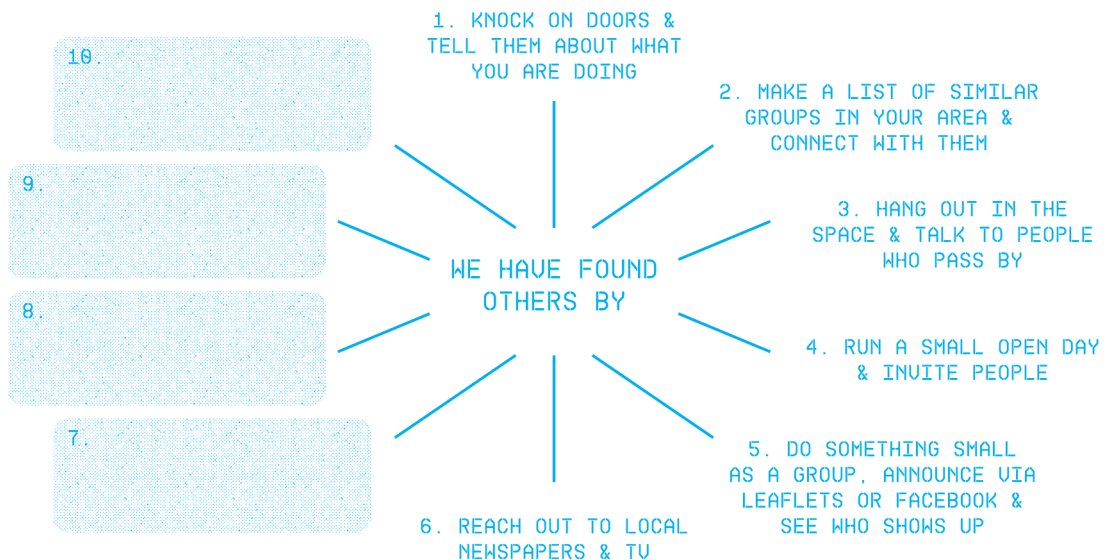 1. KNOCK ON DOORS &
TELL THEM ABOUT WHAT
YOU ARE DOING
2. MAKE A LIST OF SIMILAR
GROUPS IN YOUR AREA &
CONNECT WITH THEM
3. HANG OUT IN THE
SPACE & TALK TO PEOPLE
WHO PASS BY
4. RUN A SMALL OPEN DAY
& INVITE PEOPLE
5. DO SOMETHING SMALL
AS A GROUP, ANNOUNCE VIA
LEAFLETS OR FACEBOOK &
SEE WHO SHOWS UP
6. REACH OUT TO LOCAL
NEWSPAPERS & TV
7.
8.
9.
10.
WE HAVE FOUND
OTHERS BY